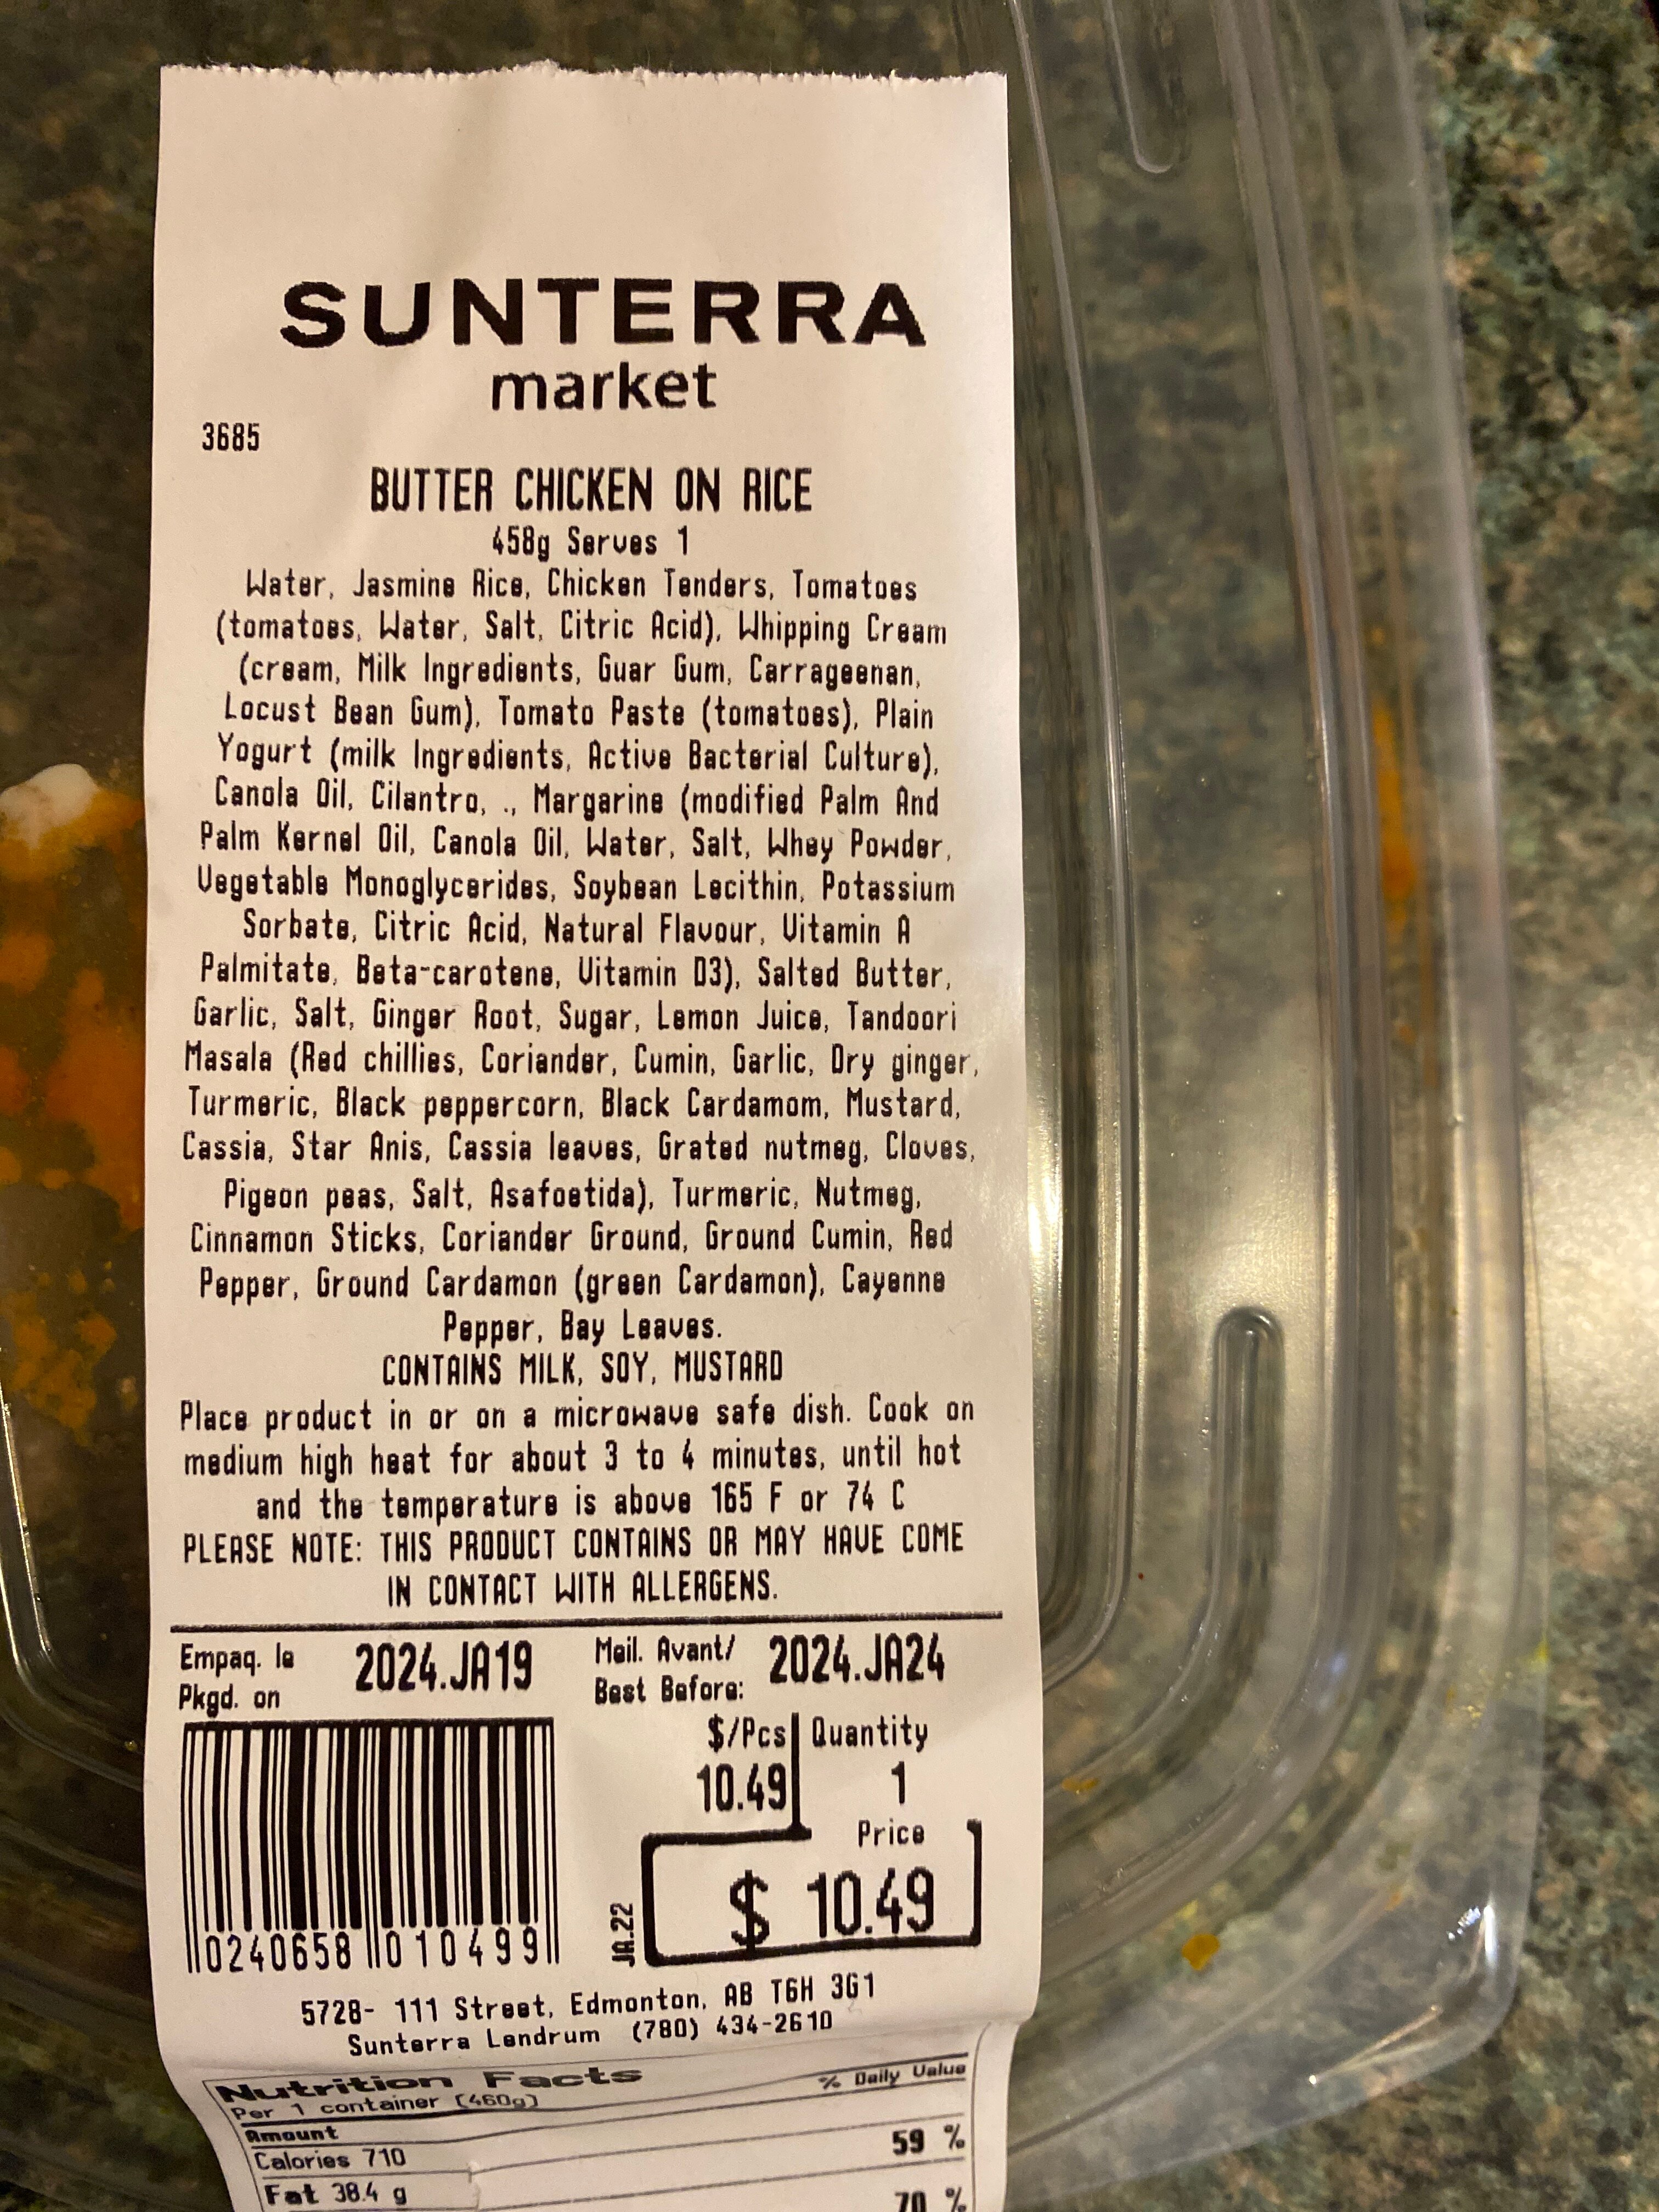 SUNTERRA
market
3685
BUTTER CHICKEN ON RICE
458g Serves 1
Water, Jasmine Rice, Chicken Tenders, Tomatoes
(tomatoes, Water, Salt, Citric Acid), Whipping Cream
(cream, Milk Ingredients, Guar Gum, Carrageenan,
Locust Bean Gum), Tomato Paste (tomatoes), Plain
Yogurt (milk Ingredients, Active Bacterial Culture),
Canola Oil, Cilantro, ., Margarine (modified Palm And
Palm Kernel Oil, Canola Oil, Water, Salt, Whey Powder,
Vegetable Monoglycerides, Soybean Lecithin, Potassium
Sorbate, Citric Acid, Natural Flavour, Vitamin A
Palmitate, Beta-carotene, Vitamin D3), Salted Butter,
Garlic, Salt, Ginger Root, Sugar, Lemon Juice, Tandoori
Masala (Red chillies, Coriander, Cumin, Garlic, Dry ginger,
Turmeric, Black peppercorn, Black Cardamom, Mustard,
Cassia, Star Anis, Cassia leaves, Grated nutmeg, Cloves,
Pigeon peas, Salt, Asafoetida), Turmeric, Nutmeg,
Cinnamon Sticks, Coriander Ground, Ground Cumin, Red
Pepper, Ground Cardamon (green Cardamon), Cayenne
Pepper, Bay Leaves.
CONTAINS MILK, SOY, MUSTARD
Place product in or on a microwave safe dish. Cook on
medium high heat for about 3 to 4 minutes, until hot
and the temperature is above 165 F or 74 C
PLEASE NOTE: THIS PRODUCT CONTAINS OR MAY HAVE COME
IN CONTACT WITH ALLERGENS.
Empaq. le
Pkgd. on
2024.JA19
Meil. Avant/
Best Before:
2024.JA24
$/Pcs Quantity
10.49 1
Price
$ 10.49
JA.22
0240658 010499
5728- 111 Street, Edmonton, AB T6H 3G1
Sunterra Lendrum (780) 434-2610
Nutrition Facts
Per 1 container (460g)
% Daily Value
Amount
Calories 710
59 %
Fat 38.4 g
70 %